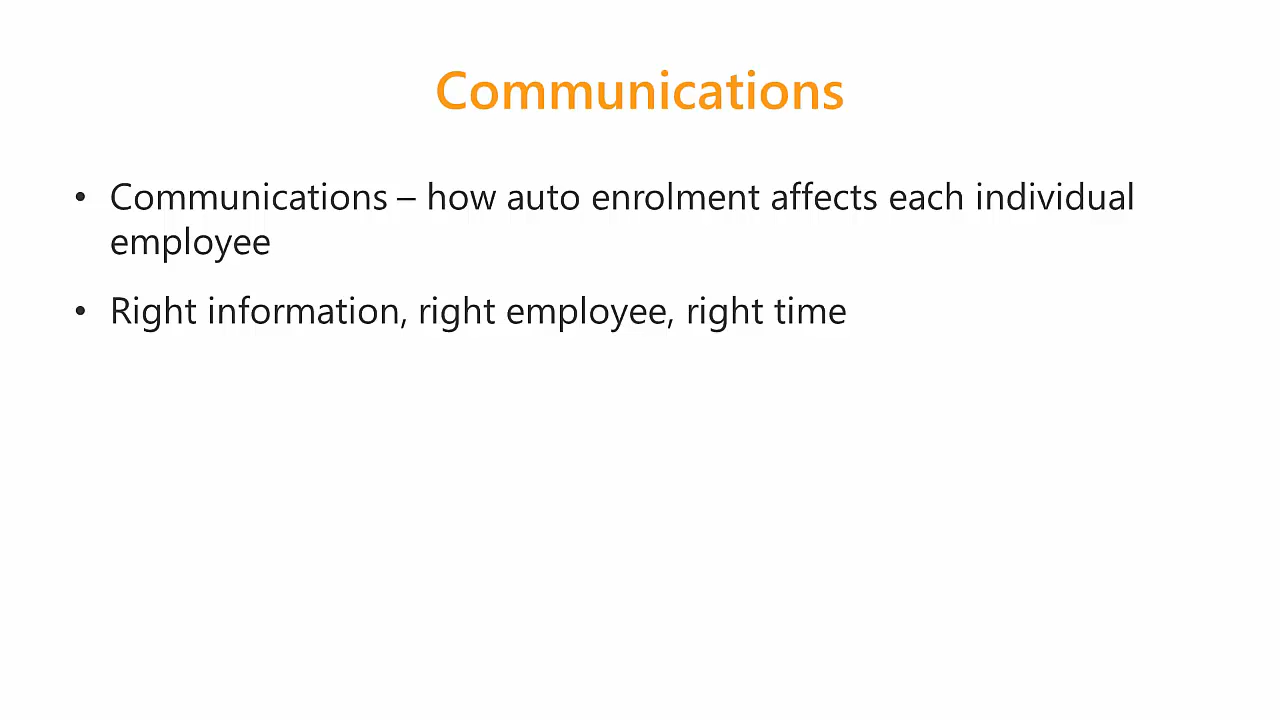 Communications
• Communications – how auto enrolment affects each individual
employee
• Right information, right employee, right time